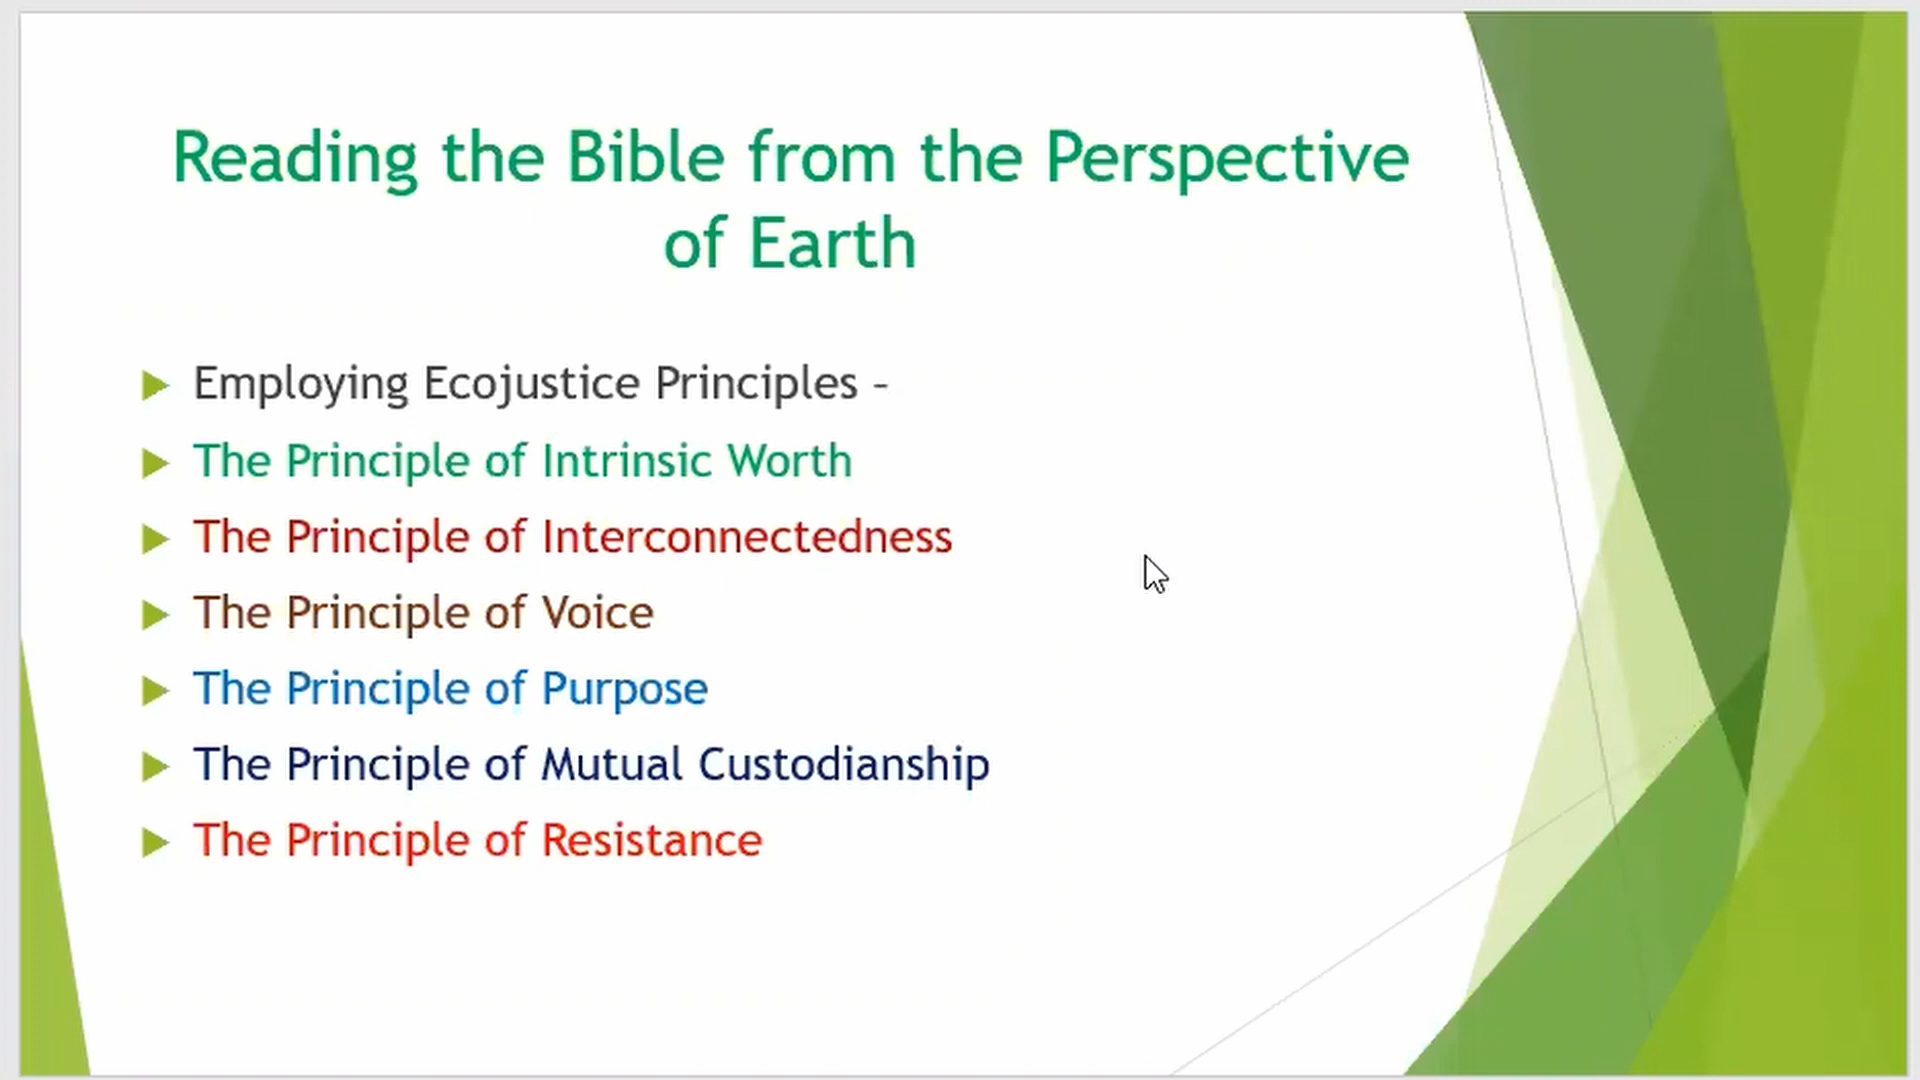 Reading the Bible from the Perspective
of Earth
Employing Ecojustice Principles –
The Principle of Intrinsic Worth
The Principle of Interconnectedness
The Principle of Voice
The Principle of Purpose
The Principle of Mutual Custodianship
The Principle of Resistance